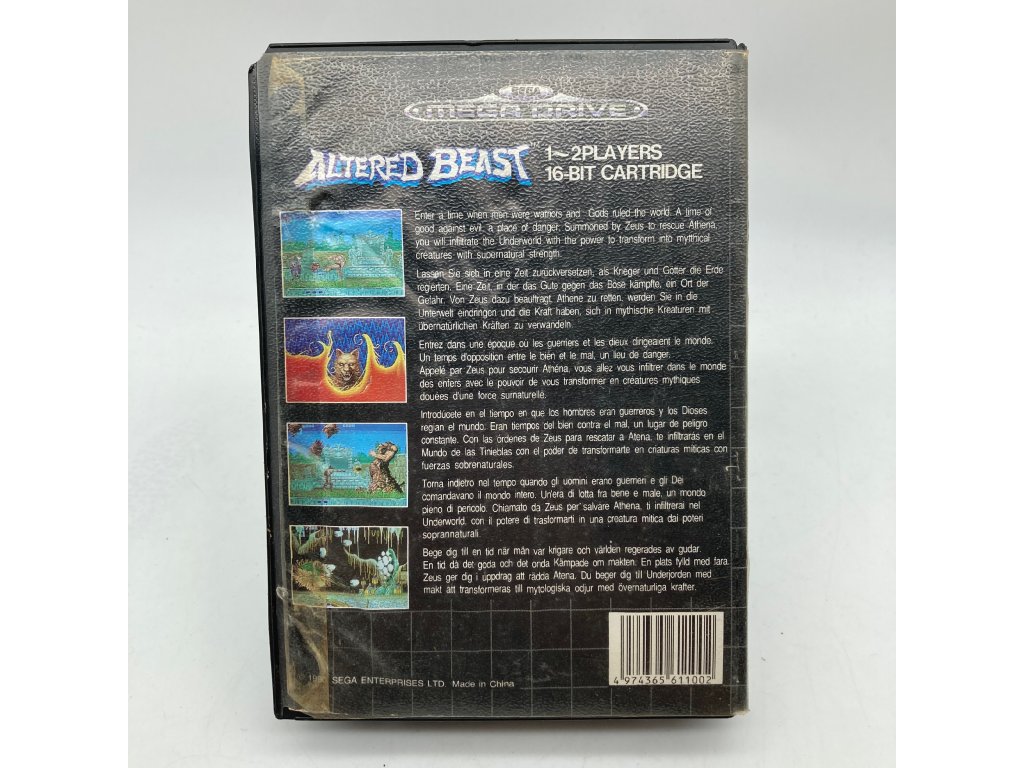 SEGA
MEGA DRIVE
ALTERED BEAST
1~2PLAYERS
16-BIT CARTRIDGE
Enter a time when men were warriors and Gods ruled the world. A time of
good against evil, a place of danger. Summoned by Zeus to rescue Athena,
you will infiltrate the Underworld with the power to transform into mythical
creatures with supernatural strength.
Lassen Sie sich in eine Zeit zurückversetzen, als Krieger und Götter die Erde
regierten. Eine Zeit, in der das Gute gegen das Böse kämpfte, ein Ort der
Gefahr. Von Zeus dazu beauftragt, Athene zu retten, werden Sie in die
Unterwelt eindringen und die Kraft haben, sich in mythische Kreaturen mit
übernatürlichen Kräften zu verwandeln.
Entrez dans une époque où les guerriers et les dieux dirigeaient le monde.
Un temps d'opposition entre le bien et le mal, un lieu de danger.
Appelé par Zeus pour secourir Athéna, vous allez vous infiltrer dans le monde
des enfers avec le pouvoir de vous transformer en créatures mythiques
douées d'une force surnaturelle.
Introdúcete en el tiempo en que los hombres eran guerreros y los Dioses
regian el mundo. Eran tiempos del bien contra el mal, un lugar de peligro
constante. Con las órdenes de Zeus para rescatar a Atena, te infiltrarás en el
Mundo de las Tinieblas con el poder de transformarte en criaturas míticas con
fuerzas sobrenaturales.
Torna indietro nel tempo quando gli uomini erano guerrieri e gli Dei
comandavano il mondo intero. Un'era di lotta fra bene e male, un mondo
pieno di pericolo. Chiamato da Zeus per salvare Athena, ti infiltrerai nel
Underworld, con il potere di trasformarti in una creatura mitica dai poteri
soprannaturali.
Bege dig till en tid när män var krigare och världen regerades av gudar.
En tid då det goda och det onda Kämpade om makten. En plats fylld med fara.
Zeus ger dig i uppdrag att rädda Atena. Du beger dig till Underjorden med
makt att transformeras till mytologiska odjur med övernaturliga krafter.
4 974365 611002
© SEGA ENTERPRISES LTD. Made in China